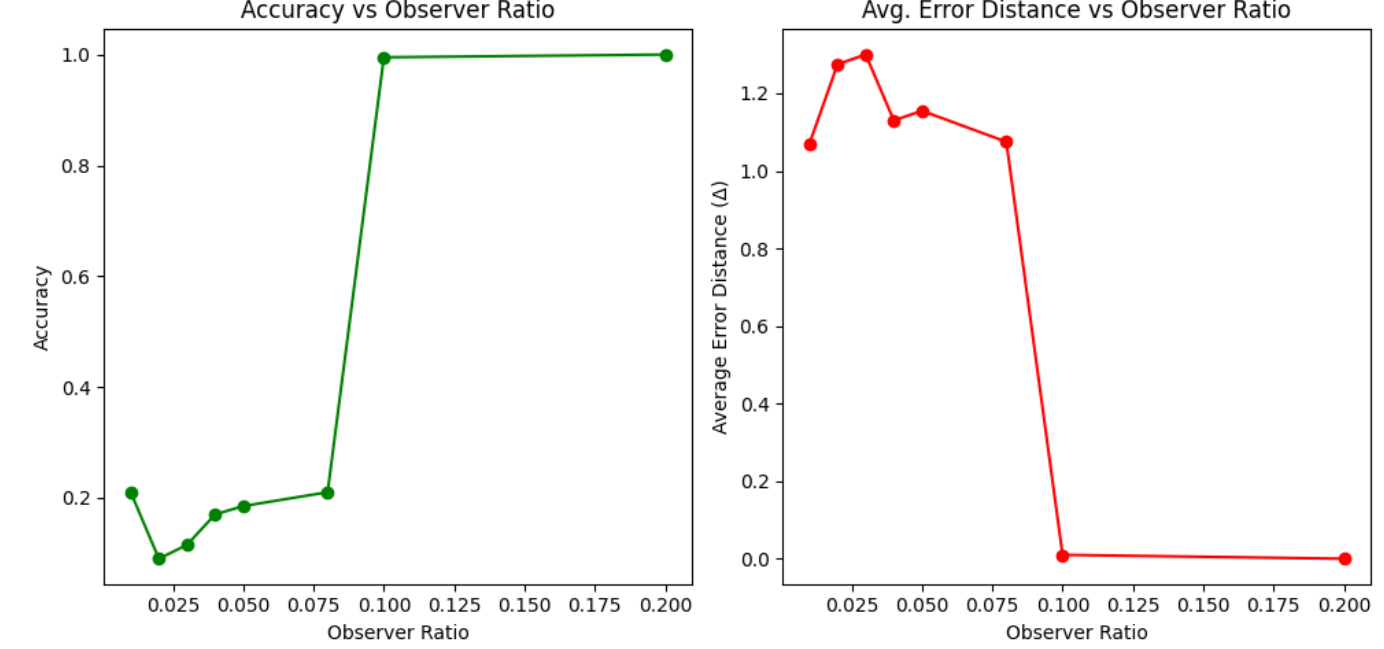 Accuracy vs Observer Ratio
1.0
0.8
0.6
0.4
0.2
Accuracy
0.025 0.050 0.075 0.100 0.125 0.150 0.175 0.200
Observer Ratio
Avg. Error Distance vs Observer Ratio
1.2
1.0
0.8
0.6
0.4
0.2
0.0
Average Error Distance (Δ)
0.025 0.050 0.075 0.100 0.125 0.150 0.175 0.200
Observer Ratio